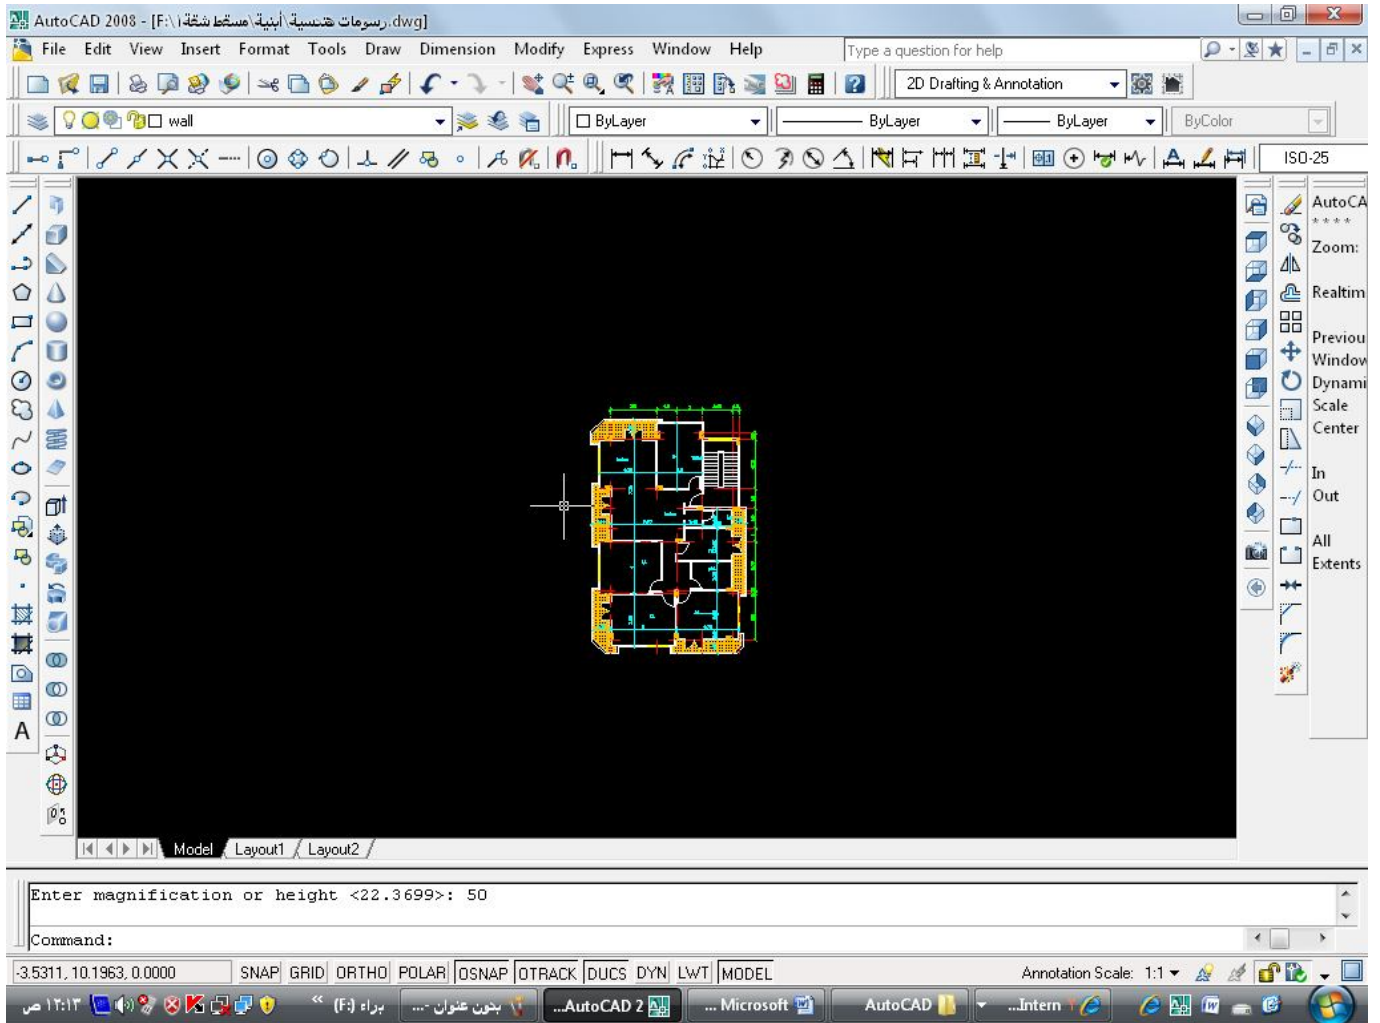 AutoCAD 2008 - [F:\رسومات هندسية\أبنية\مسقط شقة١.dwg]
File Edit View Insert Format Tools Draw Dimension Modify Express Window Help Type a question for help
2D Drafting & Annotation
wall ByLayer ByLayer ByLayer ByColor
ISO-25
AutoCA
* * * *
Zoom:
Realtim
Previou
Window
Dynami
Scale
Center
In
Out
All
Extents
A
Model Layout1 Layout2
Enter magnification or height <22.3699>: 50
Command:
-3.5311, 10.1963, 0.0000 SNAP GRID ORTHO POLAR OSNAP OTRACK DUCS DYN LWT MODEL Annotation Scale: 1:1
١٢:١٣ ص براء (F:) بدون عنوان -... ...AutoCAD 2 ... Microsoft AutoCAD ...Intern